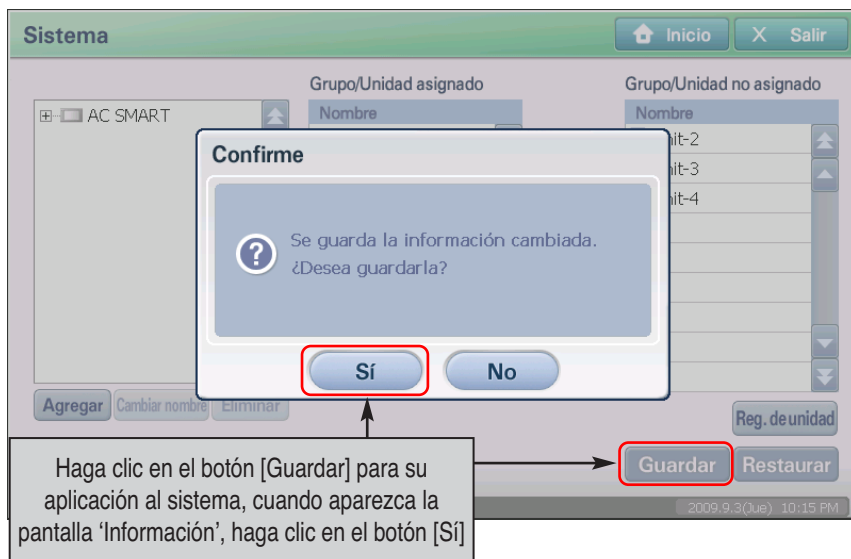 Sistema
Inicio
X Salir
Grupo/Unidad asignado
Grupo/Unidad no asignado
AC SMART
Nombre
Nombre
Confirme
Se guarda la información cambiada.
¿Desea guardarla?
Sí
No
Agregar
Cambiar nombre
Eliminar
Reg. de unidad
Guardar
Restaurar
Haga clic en el botón [Guardar] para su
aplicación al sistema, cuando aparezca la
pantalla ‘Información’, haga clic en el botón [Sí]
2009.9.3(Jue) 10:15 PM